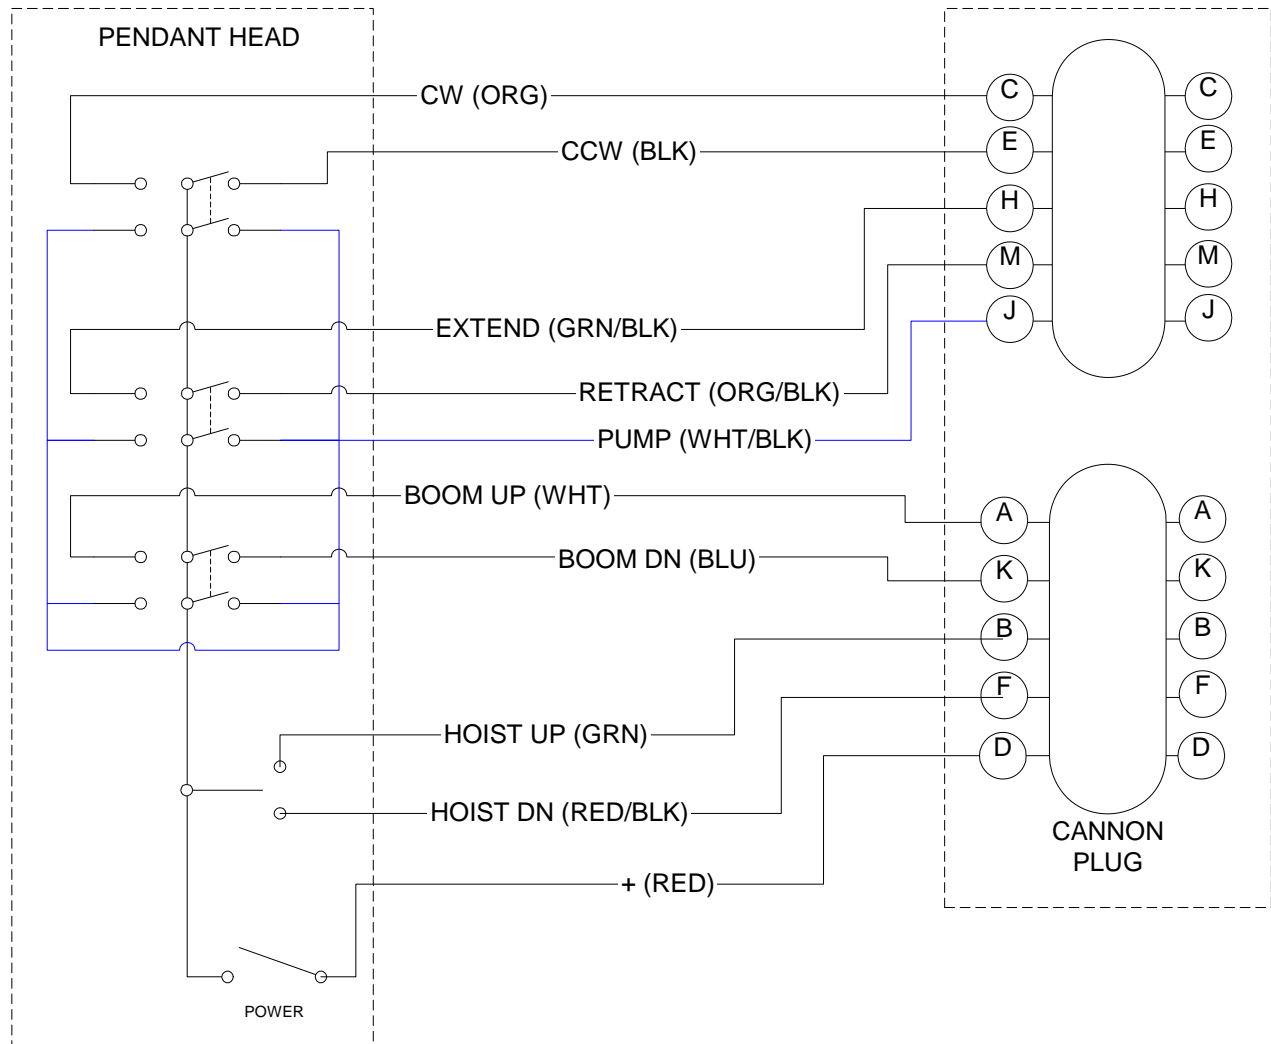 PENDANT HEAD
CW (ORG)
CCW (BLK)
EXTEND (GRN/BLK)
RETRACT (ORG/BLK)
PUMP (WHT/BLK)
BOOM UP (WHT)
BOOM DN (BLU)
HOIST UP (GRN)
HOIST DN (RED/BLK)
+ (RED)
POWER
C C
E E
H H
M M
J J
A A
K K
B B
F F
D D
CANNON
PLUG